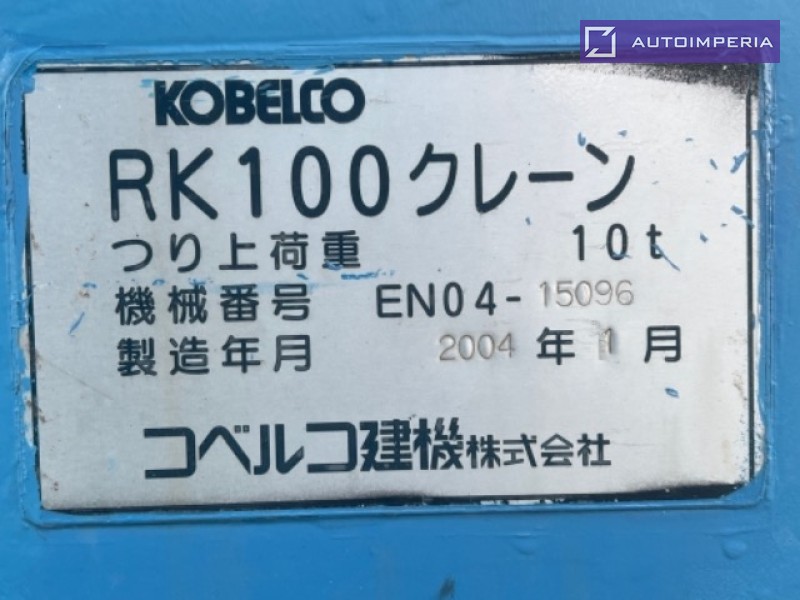 AUTOIMPERIA
KOBELCO
RK100クレーン
つり上荷重 10t
機械番号 EN04-15096
製造年月 2004年1月
コベルコ建機株式会社